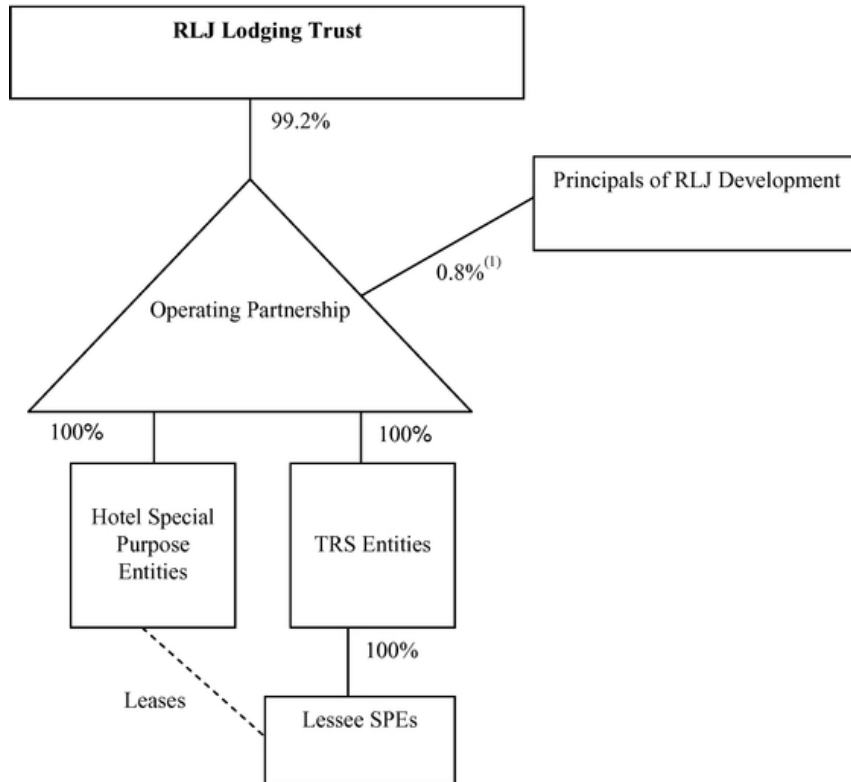 RLJ Lodging Trust
99.2%
Principals of RLJ Development
0.8%(1)
Operating Partnership
100%
100%
Hotel Special
Purpose
Entities
TRS Entities
100%
Leases
Lessee SPEs